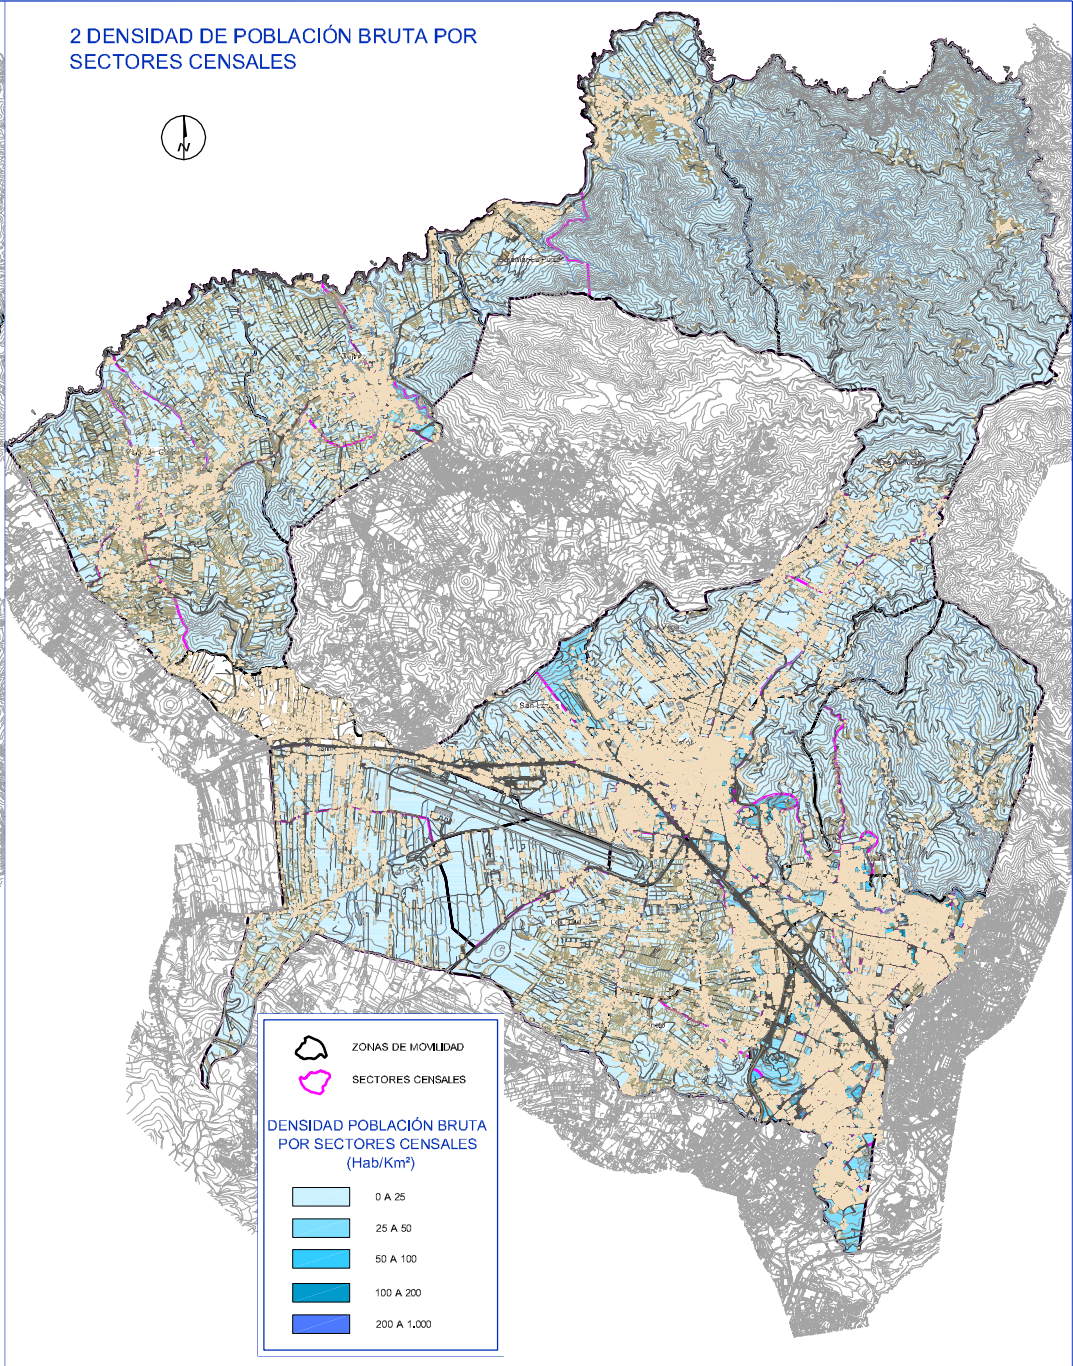 2 DENSIDAD DE POBLACIÓN BRUTA POR
SECTORES CENSALES
N
ZONAS DE MOVILIDAD
SECTORES CENSALES
DENSIDAD POBLACIÓN BRUTA
POR SECTORES CENSALES
(Hab/Km²)
0 A 25
25 A 50
50 A 100
100 A 200
200 A 1.000